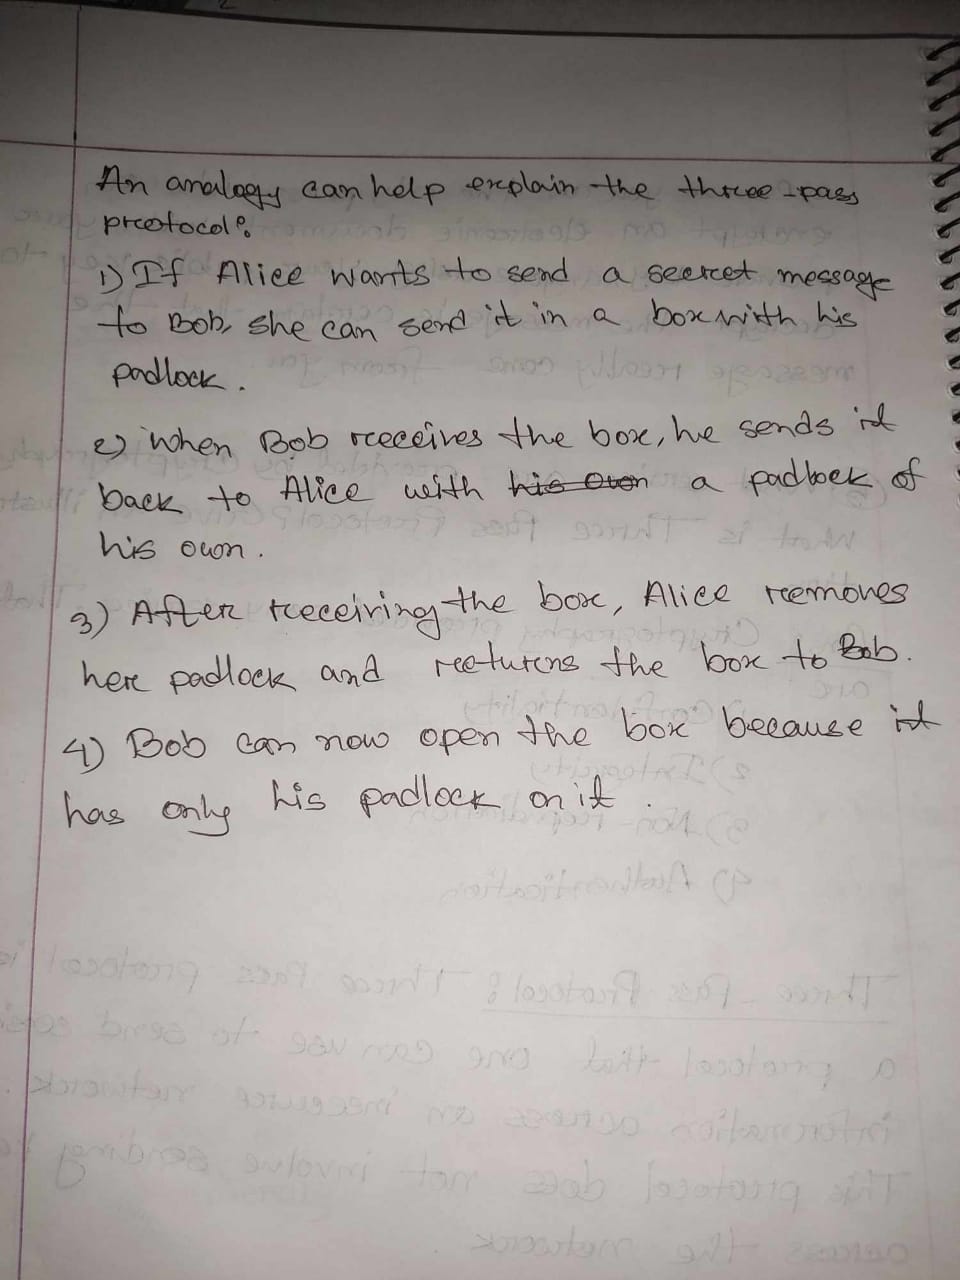 An analogy can help explain the three-pass
protocol:
1) If Alice wants to send a secret message
to Bob, she can send it in a box with his
padlock.
2) When Bob receives the box, he sends it
back to Alice with his own a padlock of
his own.
3) After receiving the box, Alice removes
her padlock and returns the box to Bob.
4) Bob can now open the box because it
has only his padlock on it.